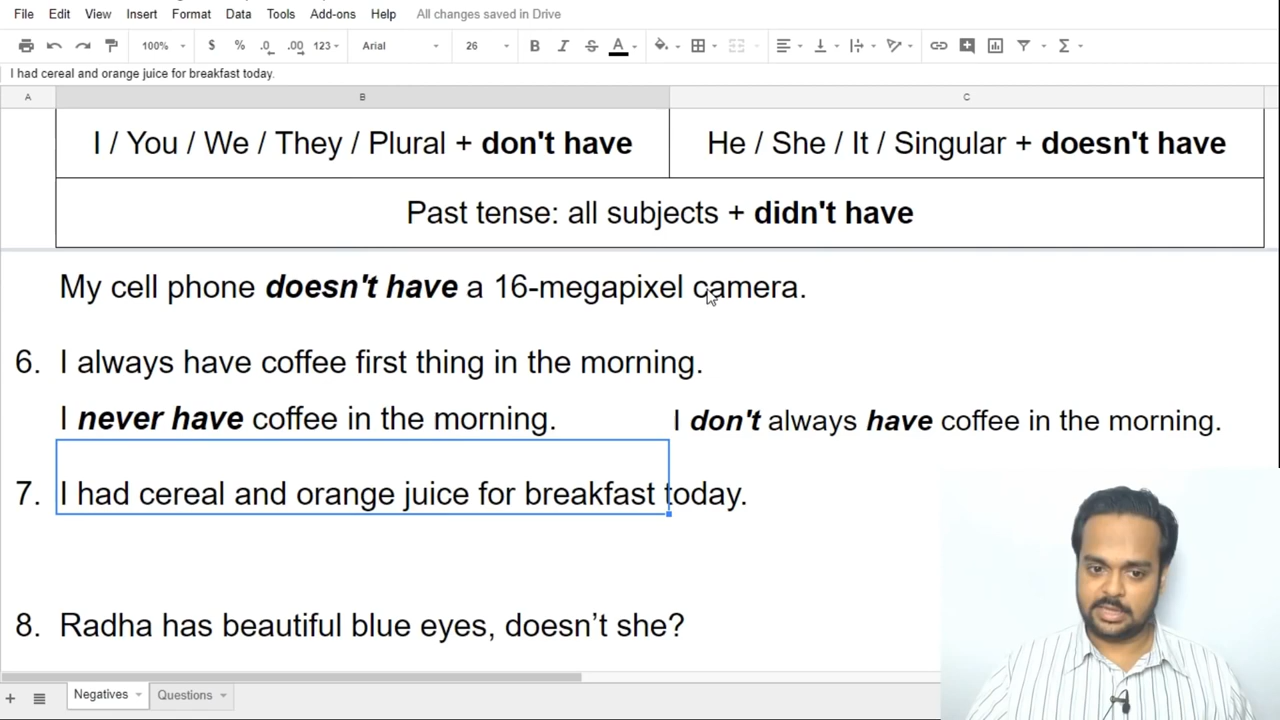 File Edit View Insert Format Data Tools Add-ons Help All changes saved in Drive
100% $ % .0 .00 123 Arial 26 B I S A
I had cereal and orange juice for breakfast today.
A B C
I / You / We / They / Plural + don't have
He / She / It / Singular + doesn't have
Past tense: all subjects + didn't have
My cell phone doesn't have a 16-megapixel camera.
6. I always have coffee first thing in the morning.
I never have coffee in the morning.
I don't always have coffee in the morning.
7. I had cereal and orange juice for breakfast today.
8. Radha has beautiful blue eyes, doesn’t she?
+ Negatives Questions